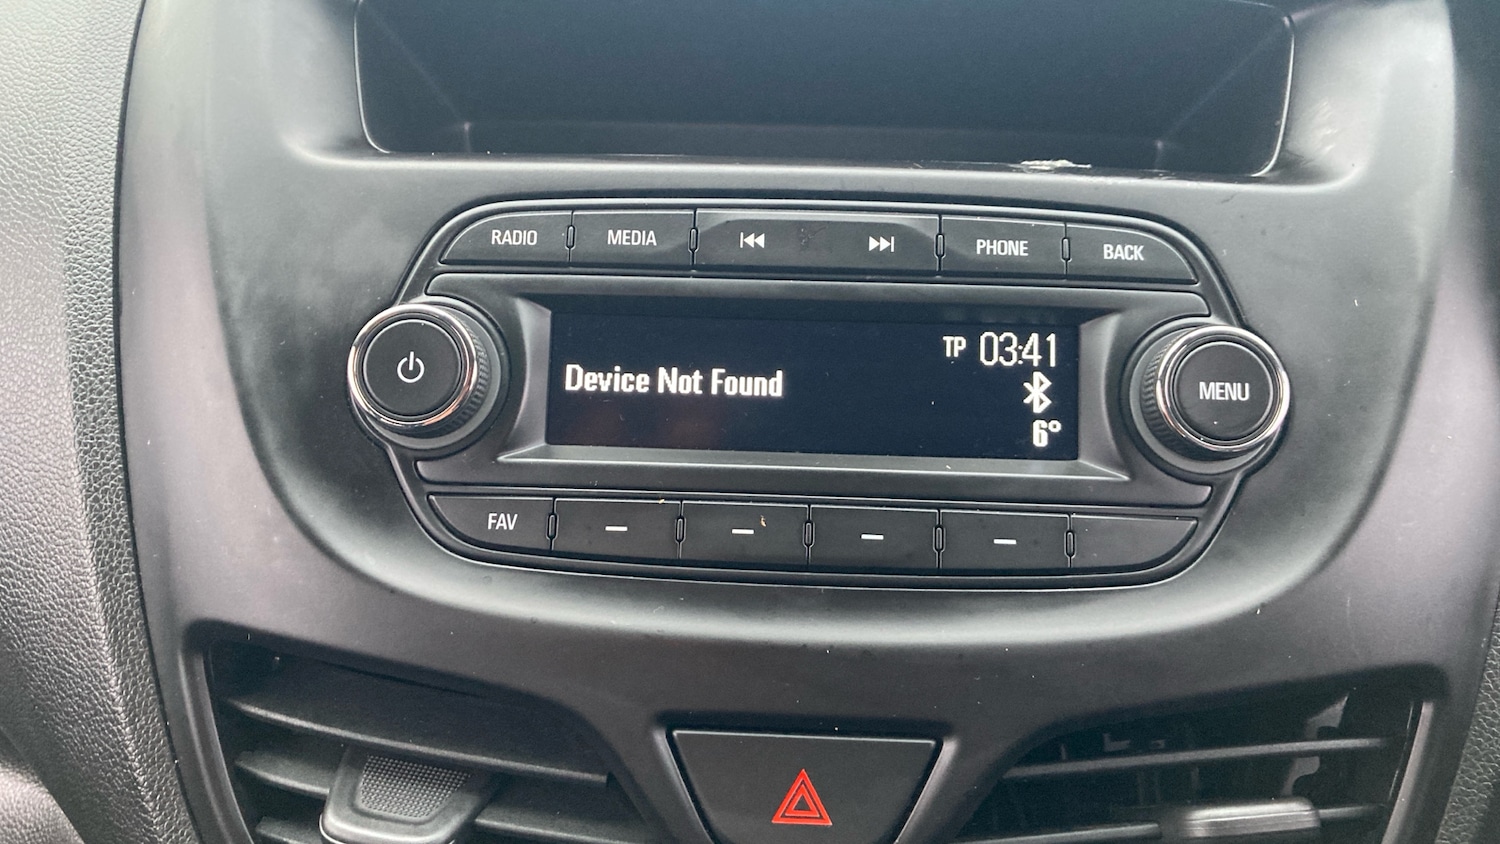 RADIO MEDIA PHONE BACK
TP 03:41
Device Not Found
6°
MENU
FAV